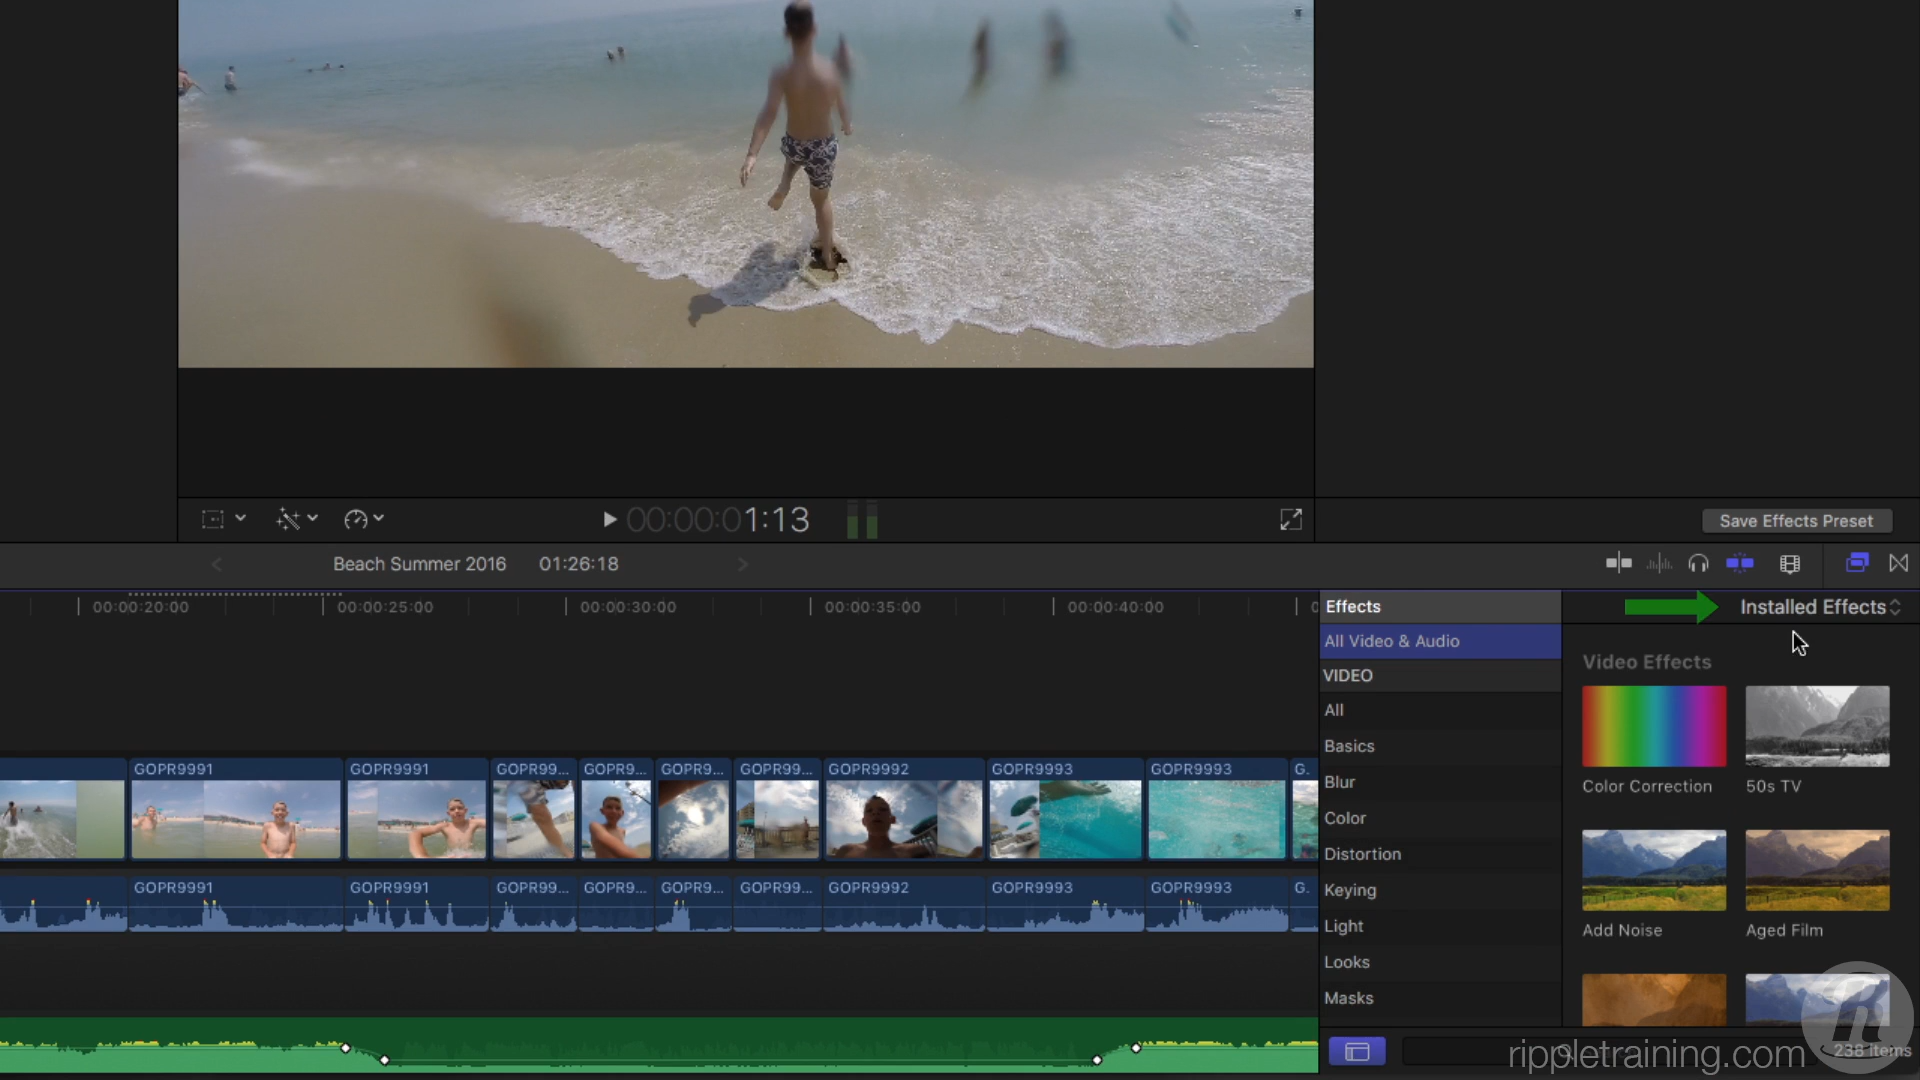 00:00:01:13
Save Effects Preset
Beach Summer 2016 01:26:18
00:00:20:00 00:00:25:00 00:00:30:00 00:00:35:00 00:00:40:00 0
Effects
Installed Effects
All Video & Audio
VIDEO
All
Basics
Blur
Color
Distortion
Keying
Light
Looks
Masks
Video Effects
Color Correction
50s TV
Add Noise
Aged Film
GOPR9991 GOPR9991 GOPR99... GOPR9... GOPR9... GOPR99... GOPR9992 GOPR9993 GOPR9993 G.
GOPR9991 GOPR9991 GOPR99... GOPR9... GOPR9... GOPR99... GOPR9992 GOPR9993 GOPR9993 G.
rippletraining.com
238 items